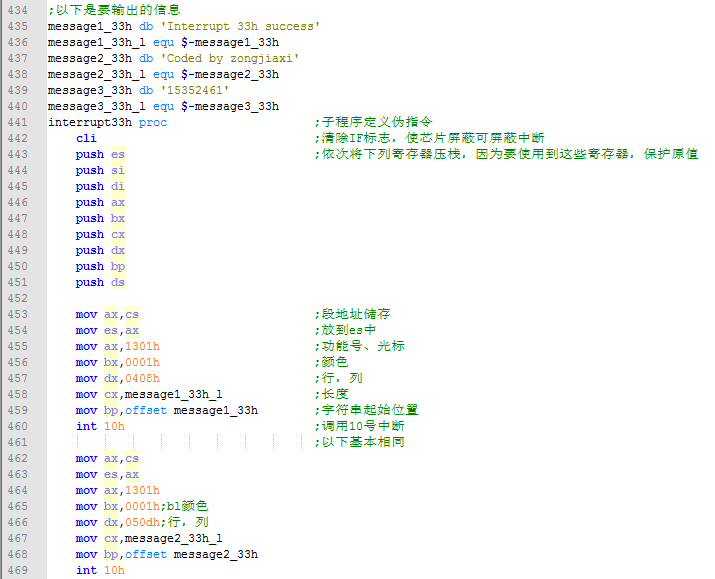 434 ;以下是要输出的信息
435 message1_33h db 'Interrupt 33h success'
436 message1_33h_l equ $-message1_33h
437 message2_33h db 'Coded by zongjiaxi'
438 message2_33h_l equ $-message2_33h
439 message3_33h db '15352461'
440 message3_33h_l equ $-message3_33h
441 interrupt33h proc ;子程序定义伪指令
442 cli ;清除IF标志，使芯片屏蔽可屏蔽中断
443 push es ;依次将下列寄存器压栈，因为要使用到这些寄存器，保护原值
444 push si
445 push di
446 push ax
447 push bx
448 push cx
449 push dx
450 push bp
451 push ds
452
453 mov ax,cs ;段地址储存
454 mov es,ax ;放到es中
455 mov ax,1301h ;功能号、光标
456 mov bx,0001h ;颜色
457 mov dx,0408h ;行，列
458 mov cx,message1_33h_l ;长度
459 mov bp,offset message1_33h ;字符串起始位置
460 int 10h ;调用10号中断
461 ;以下基本相同
462 mov ax,cs
463 mov es,ax
464 mov ax,1301h
465 mov bx,0001h;bl颜色
466 mov dx,050dh;行，列
467 mov cx,message2_33h_l
468 mov bp,offset message2_33h
469 int 10h